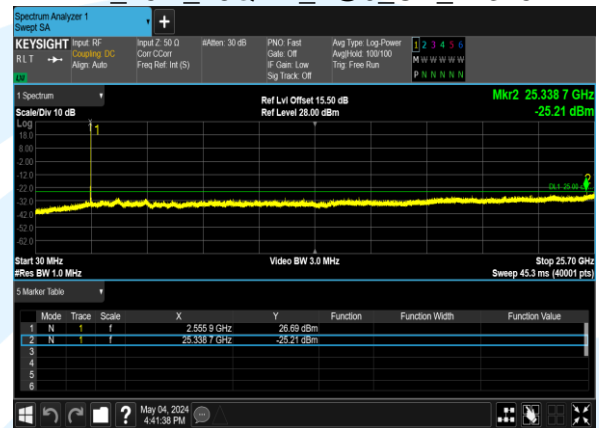 Spectrum Analyzer 1
Swept SA
KEYSIGHT Input: RF Input Z: 50 Ω #Atten: 30 dB PNO: Fast Avg Type: Log-Power 1 2 3 4 5 6
RLT Coupling: DC Corr CCorr Gate: Off Avg|Hold: 100/100 M W W W W W
Align: Auto Freq Ref: Int (S) IF Gain: Low Trig: Free Run
Sig Track: Off P N N N N N
1 Spectrum Ref Lvl Offset 15.50 dB Mkr2 25.338 7 GHz
Scale/Div 10 dB Ref Level 28.00 dBm -25.21 dBm
Log
18.0
8.00
-2.00
-12.0
-22.0
-32.0
-42.0
-52.0
-62.0
1
Start 30 MHz Video BW 3.0 MHz Stop 25.70 GHz
#Res BW 1.0 MHz Sweep 45.3 ms (40001 pts)
5 Marker Table
Mode Trace Scale X Y Function Function Width Function Value
1 N 1 f 2.555 9 GHz 26.69 dBm
2 N 1 f 25.338 7 GHz -25.21 dBm
3
4
5
6
May 04, 2024
4:41:38 PM